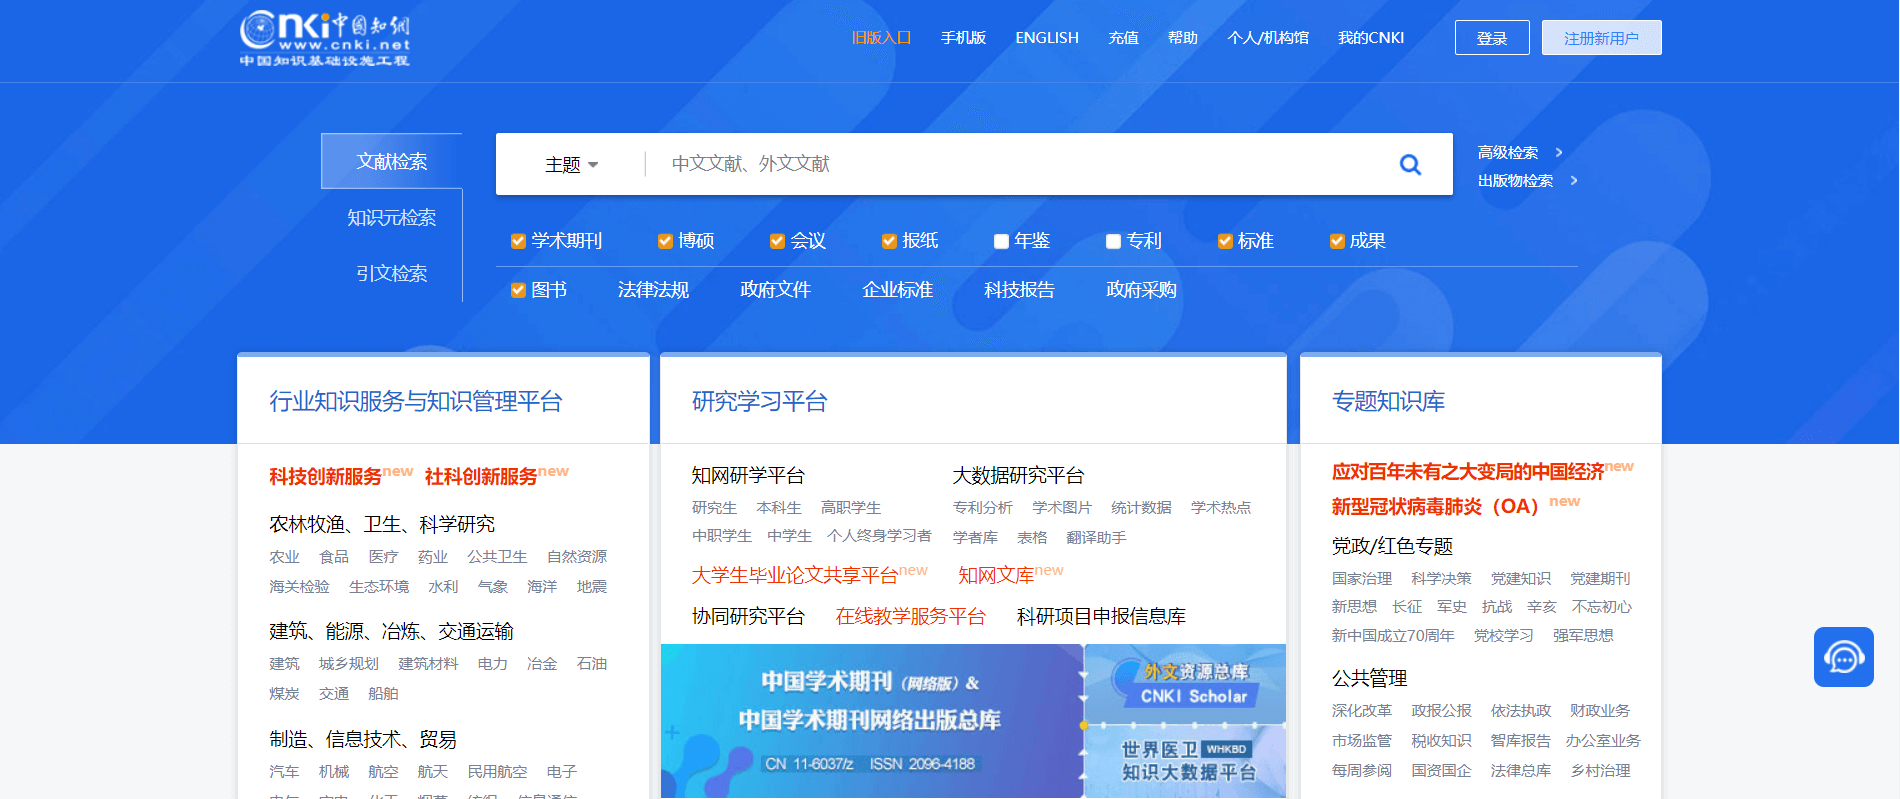 Cnki中国知网
www.cnki.net
中国知识基础设施工程
旧版入口 手机版 ENGLISH 充值 帮助 个人/机构馆 我的CNKI 登录 注册新用户
文献检索
知识元检索
引文检索
主题 中文文献、外文文献
高级检索 >
出版物检索 >
学术期刊 博硕 会议 报纸 年鉴 专利 标准 成果
图书 法律法规 政府文件 企业标准 科技报告 政府采购
行业知识服务与知识管理平台
科技创新服务new 社科创新服务new
农林牧渔、卫生、科学研究
农业 食品 医疗 药业 公共卫生 自然资源
海关检验 生态环境 水利 气象 海洋 地震
建筑、能源、冶炼、交通运输
建筑 城乡规划 建筑材料 电力 冶金 石油
煤炭 交通 船舶
制造、信息技术、贸易
汽车 机械 航空 航天 民用航空 电子
研究学习平台
知网研学平台
研究生 本科生 高职学生
中职学生 中学生 个人终身学习者
大数据研究平台
专利分析 学术图片 统计数据 学术热点
学者库 表格 翻译助手
大学生毕业论文共享平台new 知网文库new
协同研究平台 在线教学服务平台 科研项目申报信息库
中国学术期刊（网络版）&
中国学术期刊网络出版总库
CN 11-6037/z ISSN 2096-4188
外文资源总库
CNKI Scholar
世界医卫 WHKBD
知识大数据平台
专题知识库
应对百年未有之大变局的中国经济new
新型冠状病毒肺炎（OA）new
党政/红色专题
国家治理 科学决策 党建知识 党建期刊
新思想 长征 军史 抗战 辛亥 不忘初心
新中国成立70周年 党校学习 强军思想
公共管理
深化改革 政报公报 依法执政 财政业务
市场监管 税收知识 智库报告 办公室业务
每周参阅 国资国企 法律总库 乡村治理